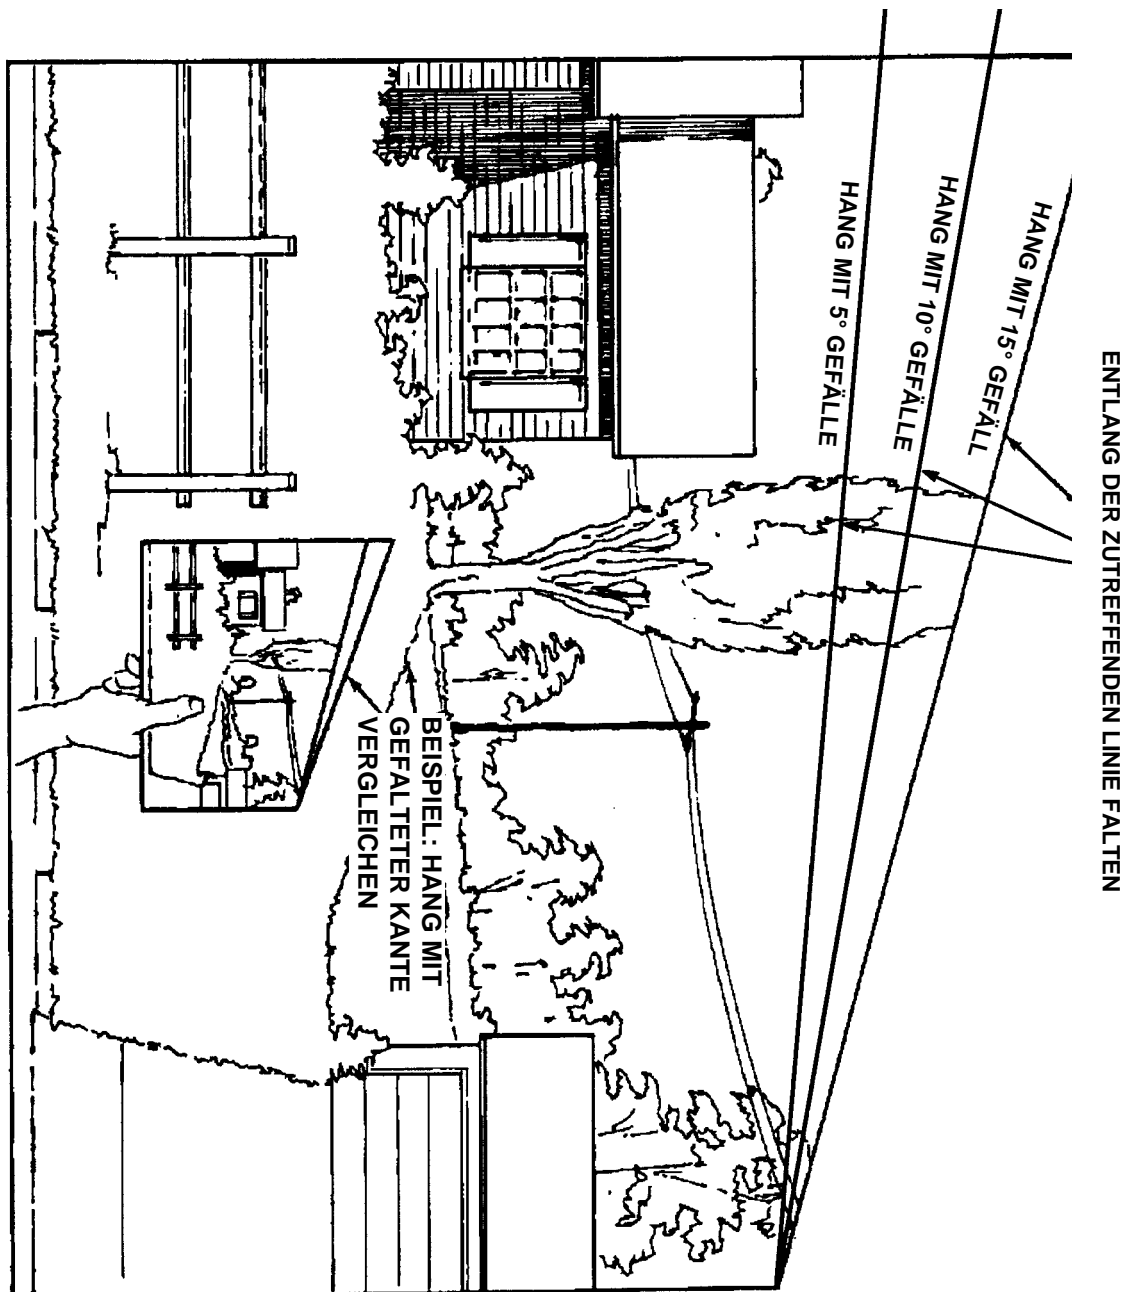 ENTLANG DER ZUTREFFENDEN LINIE FALTEN
HANG MIT 15° GEFÄLL
HANG MIT 10° GEFÄLLE
HANG MIT 5° GEFÄLLE
BEISPIEL: HANG MIT
GEFALTETER KANTE
VERGLEICHEN